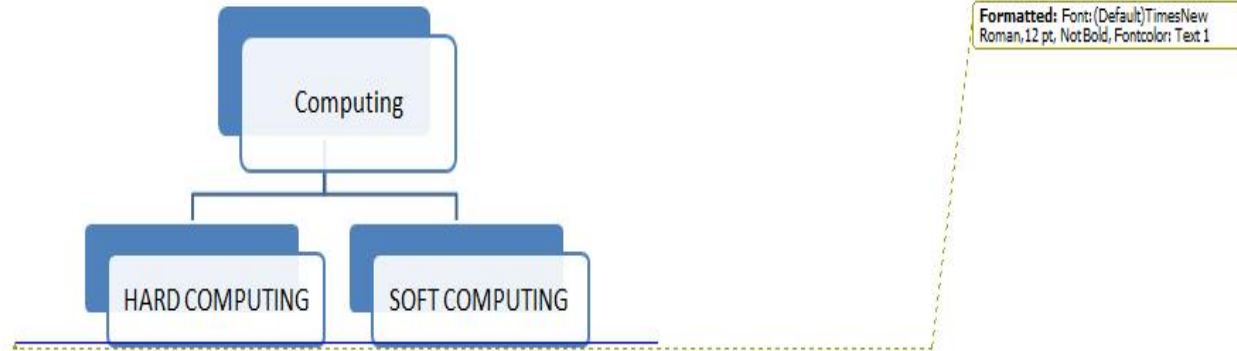 Formatted: Font: (Default) Times New
Roman, 12 pt, Not Bold, Font color: Text 1
Computing
HARD COMPUTING
SOFT COMPUTING